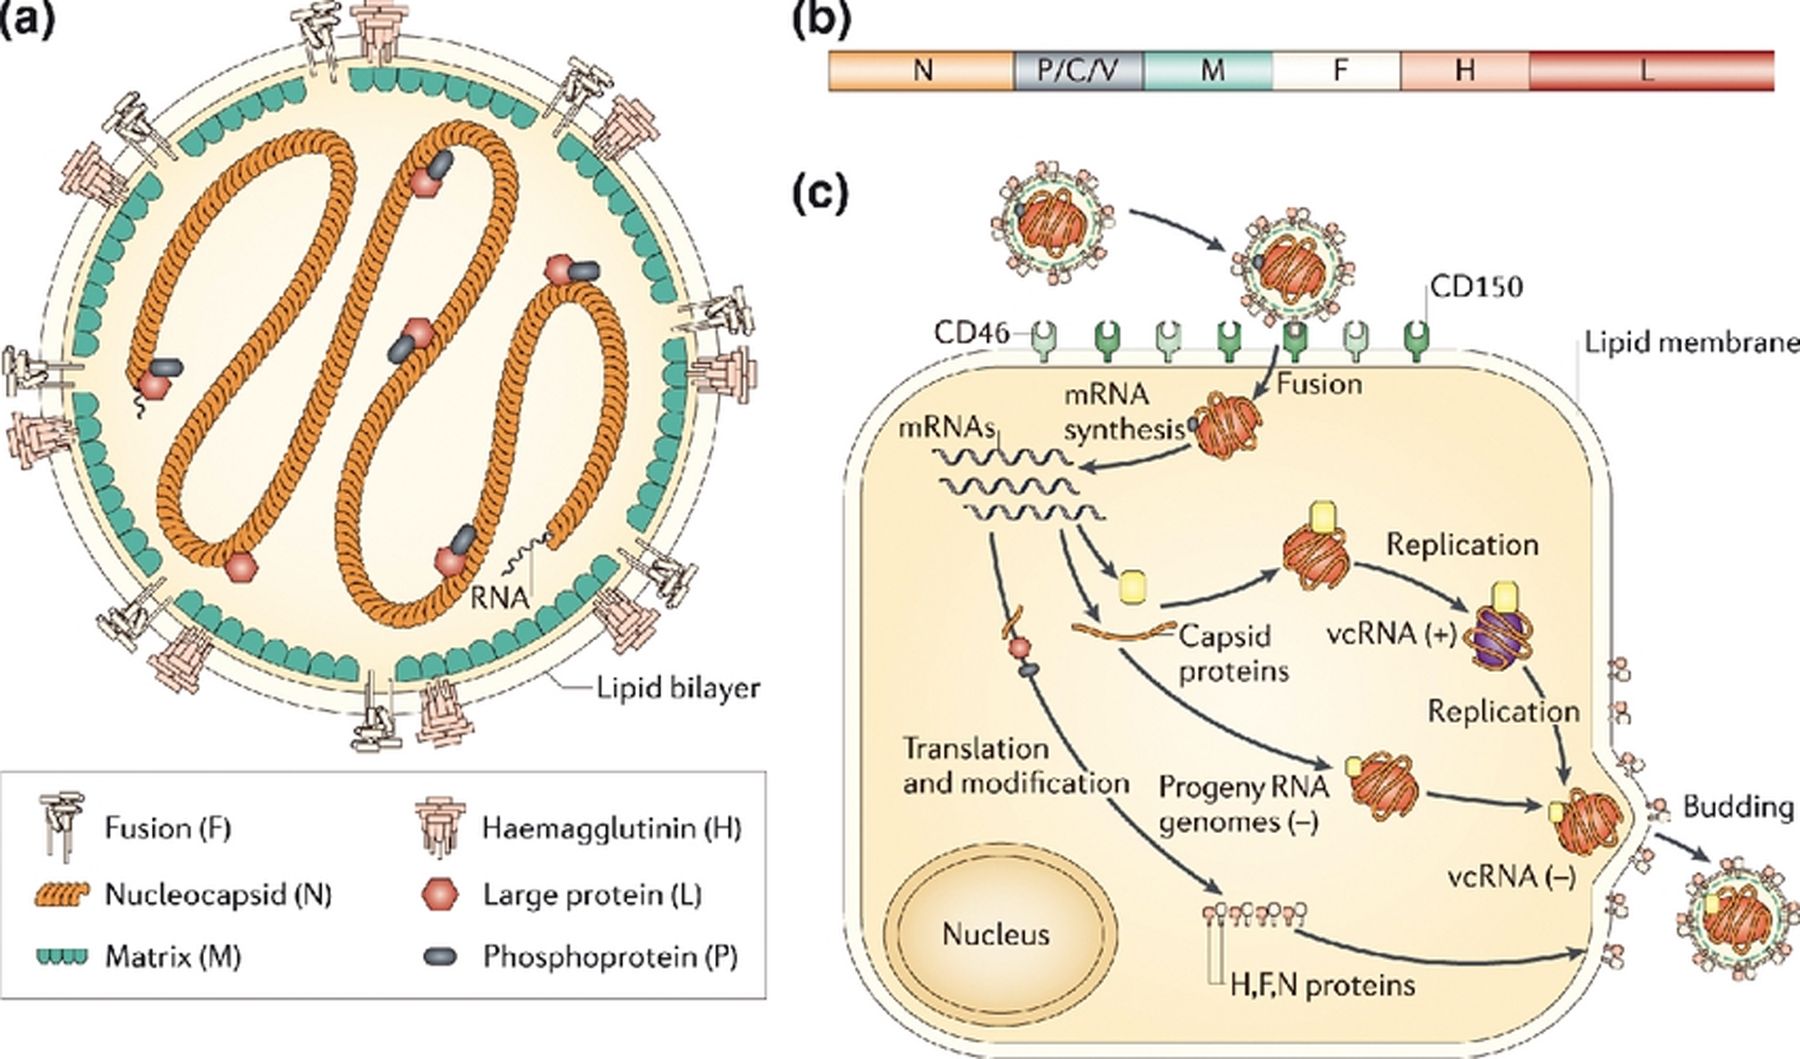 (a)
RNA
Lipid bilayer
Fusion (F)
Haemagglutinin (H)
Nucleocapsid (N)
Large protein (L)
Matrix (M)
Phosphoprotein (P)
(b)
N P/C/V M F H L
(c)
CD150
CD46
Lipid membrane
Fusion
mRNA
synthesis
mRNAs
Replication
vcRNA (+)
Capsid
proteins
Replication
Translation
and modification
Progeny RNA
genomes (–)
Budding
vcRNA (–)
Nucleus
H,F,N proteins